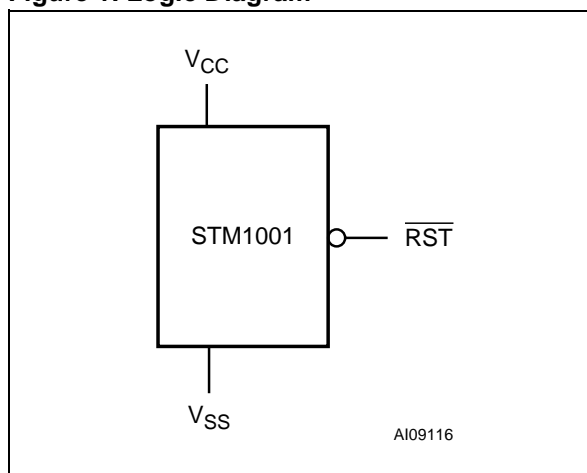 Figure 1. Logic Diagram
VCC
STM1001
RST
VSS
AI09116